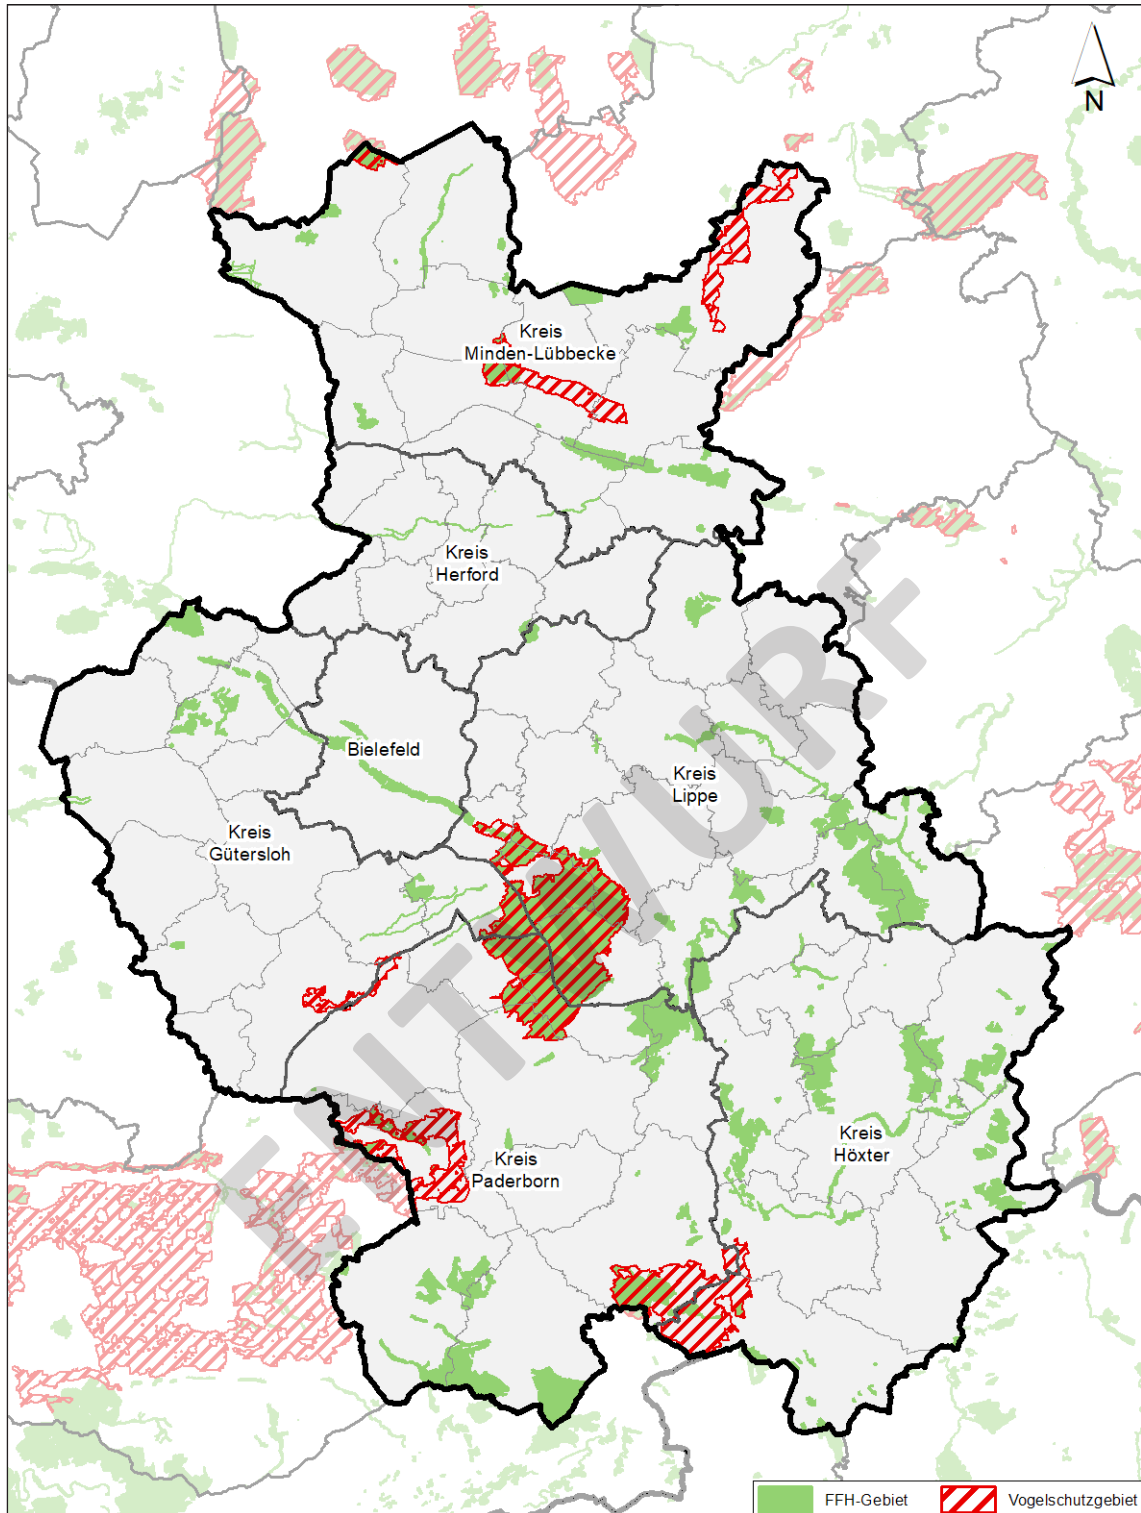 N
Kreis
Minden-Lübbecke
Kreis
Herford
Bielefeld
Kreis
Lippe
Kreis
Gütersloh
Kreis
Höxter
Kreis
Paderborn
ENTWURF
FFH-Gebiet
Vogelschutzgebiet